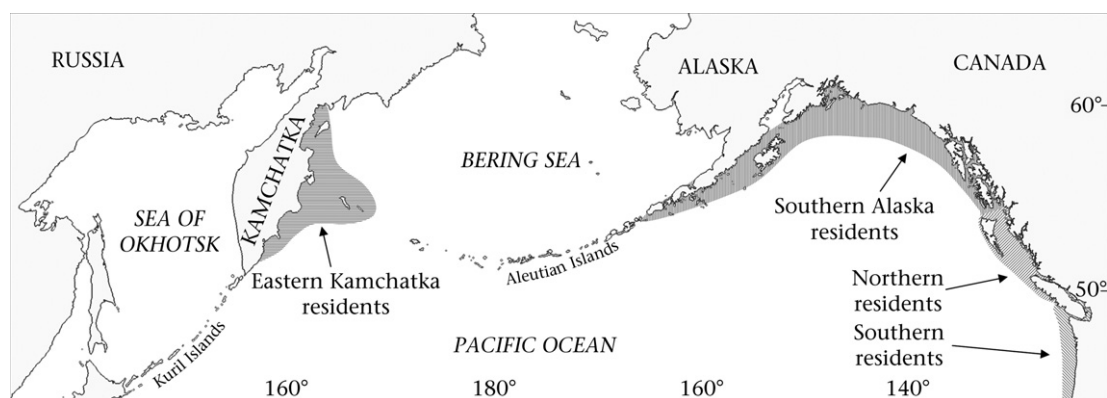 RUSSIA
ALASKA
CANADA
60°
KAMCHATKA
BERING SEA
SEA OF
OKHOTSK
Southern Alaska
residents
Aleutian Islands
Eastern Kamchatka
residents
Northern
residents
50°
Southern
residents
Kuril Islands
PACIFIC OCEAN
160°
180°
160°
140°